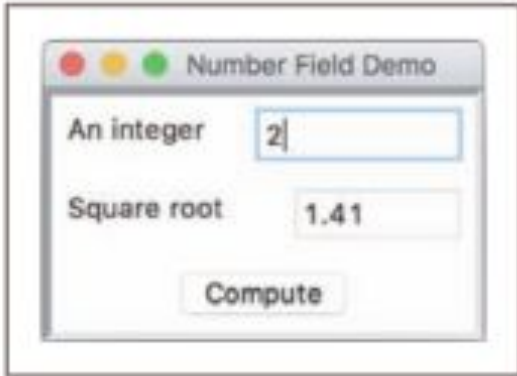 Number Field Demo
An integer 2
Square root 1.41
Compute